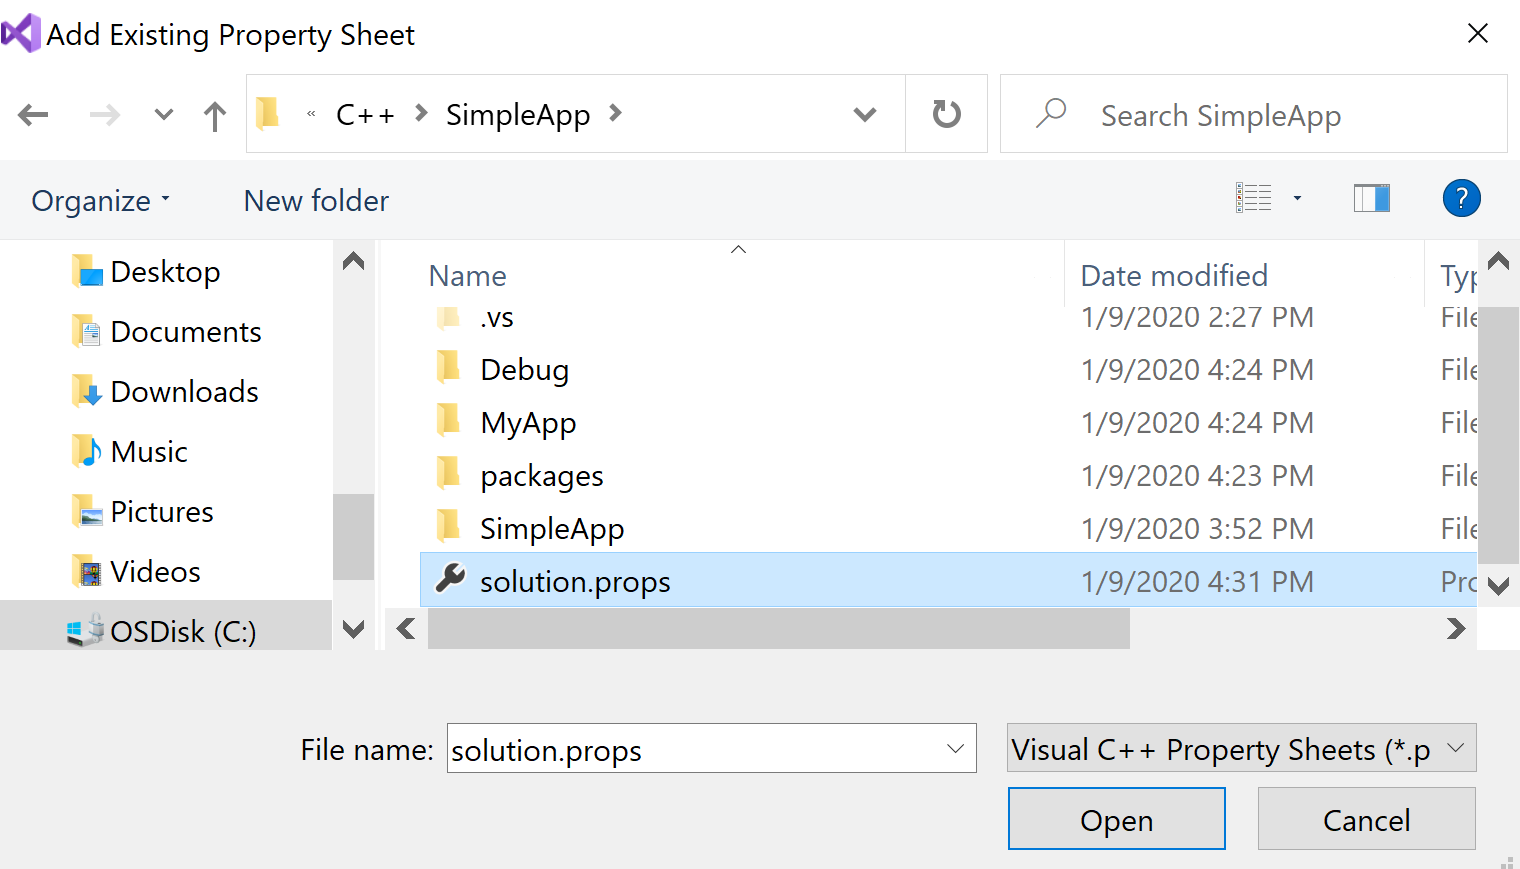 Add Existing Property Sheet
« C++ SimpleApp
Search SimpleApp
Organize
New folder
?
Desktop
Documents
Downloads
Music
Pictures
Videos
OSDisk (C:)
Name Date modified Typ
.vs 1/9/2020 2:27 PM File
Debug 1/9/2020 4:24 PM File
MyApp 1/9/2020 4:24 PM File
packages 1/9/2020 4:23 PM File
SimpleApp 1/9/2020 3:52 PM File
solution.props 1/9/2020 4:31 PM Pro
File name: solution.props Visual C++ Property Sheets (*.p
Open Cancel